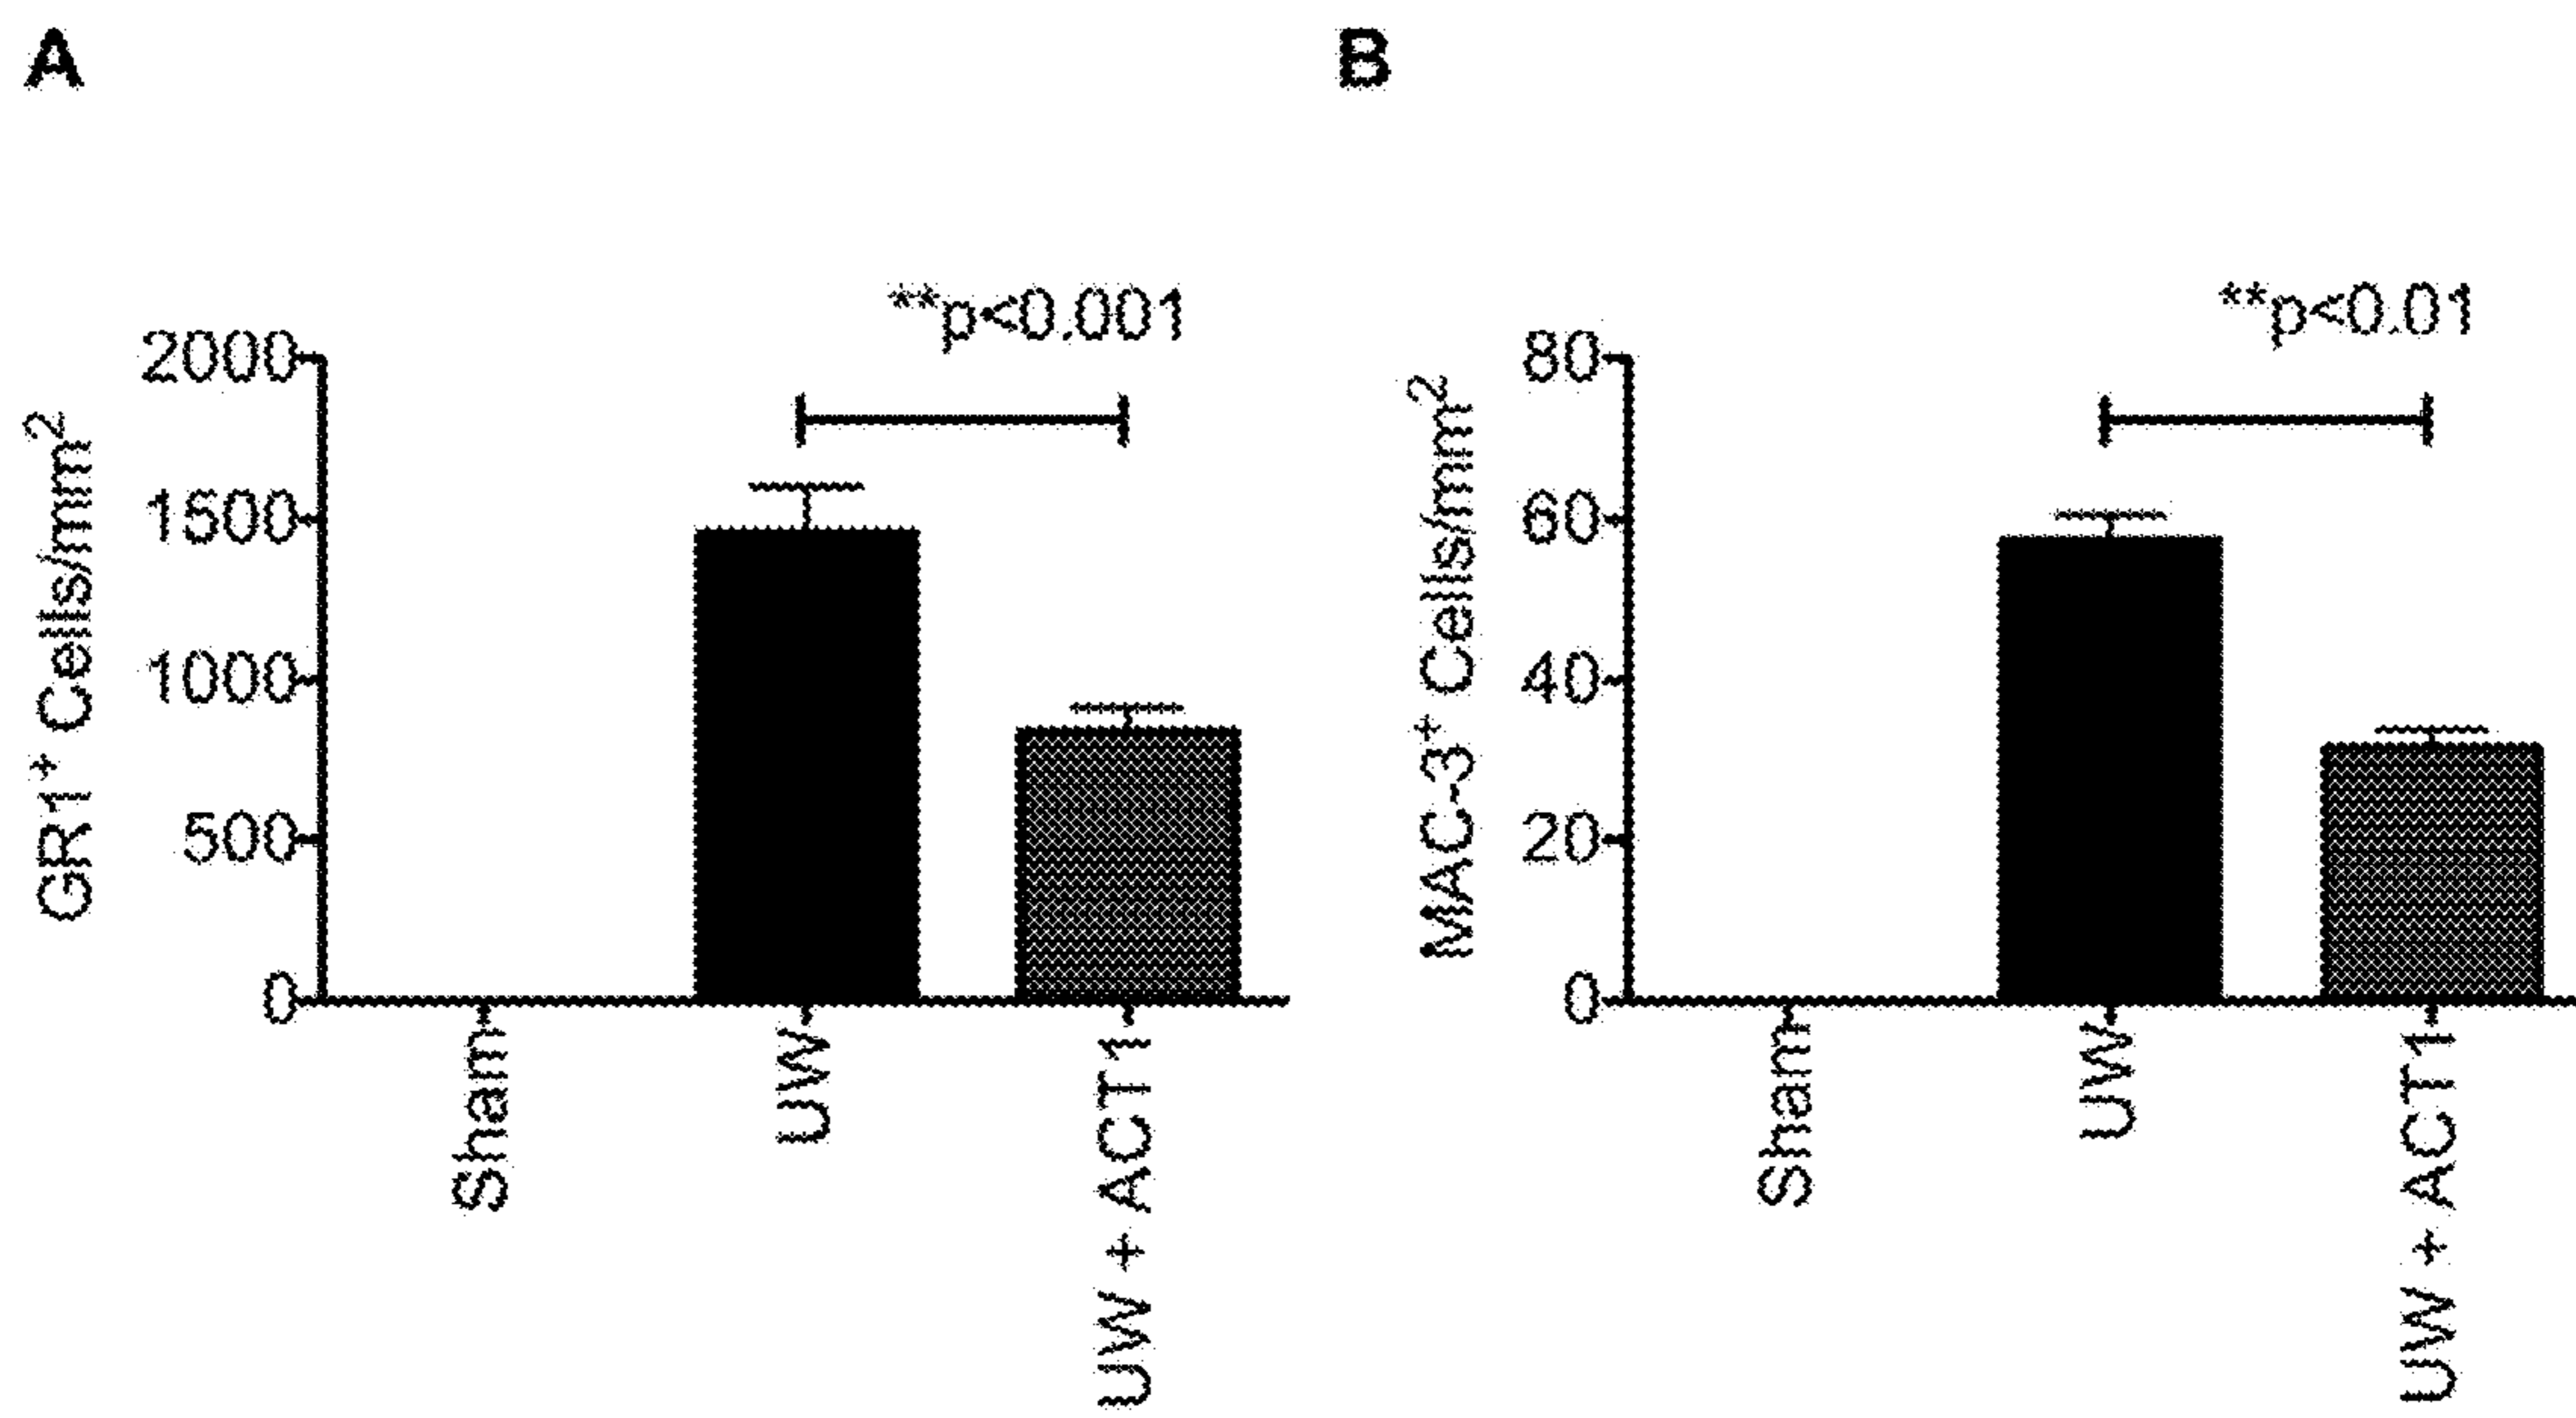 A
**p<0.001
GR1+ Cells/mm2
2000
1500
1000
500
0
Sham
UW
UW + ACT1
B
**p<0.01
MAC-3+ Cells/mm2
80
60
40
20
0
Sham
UW
UW + ACT1